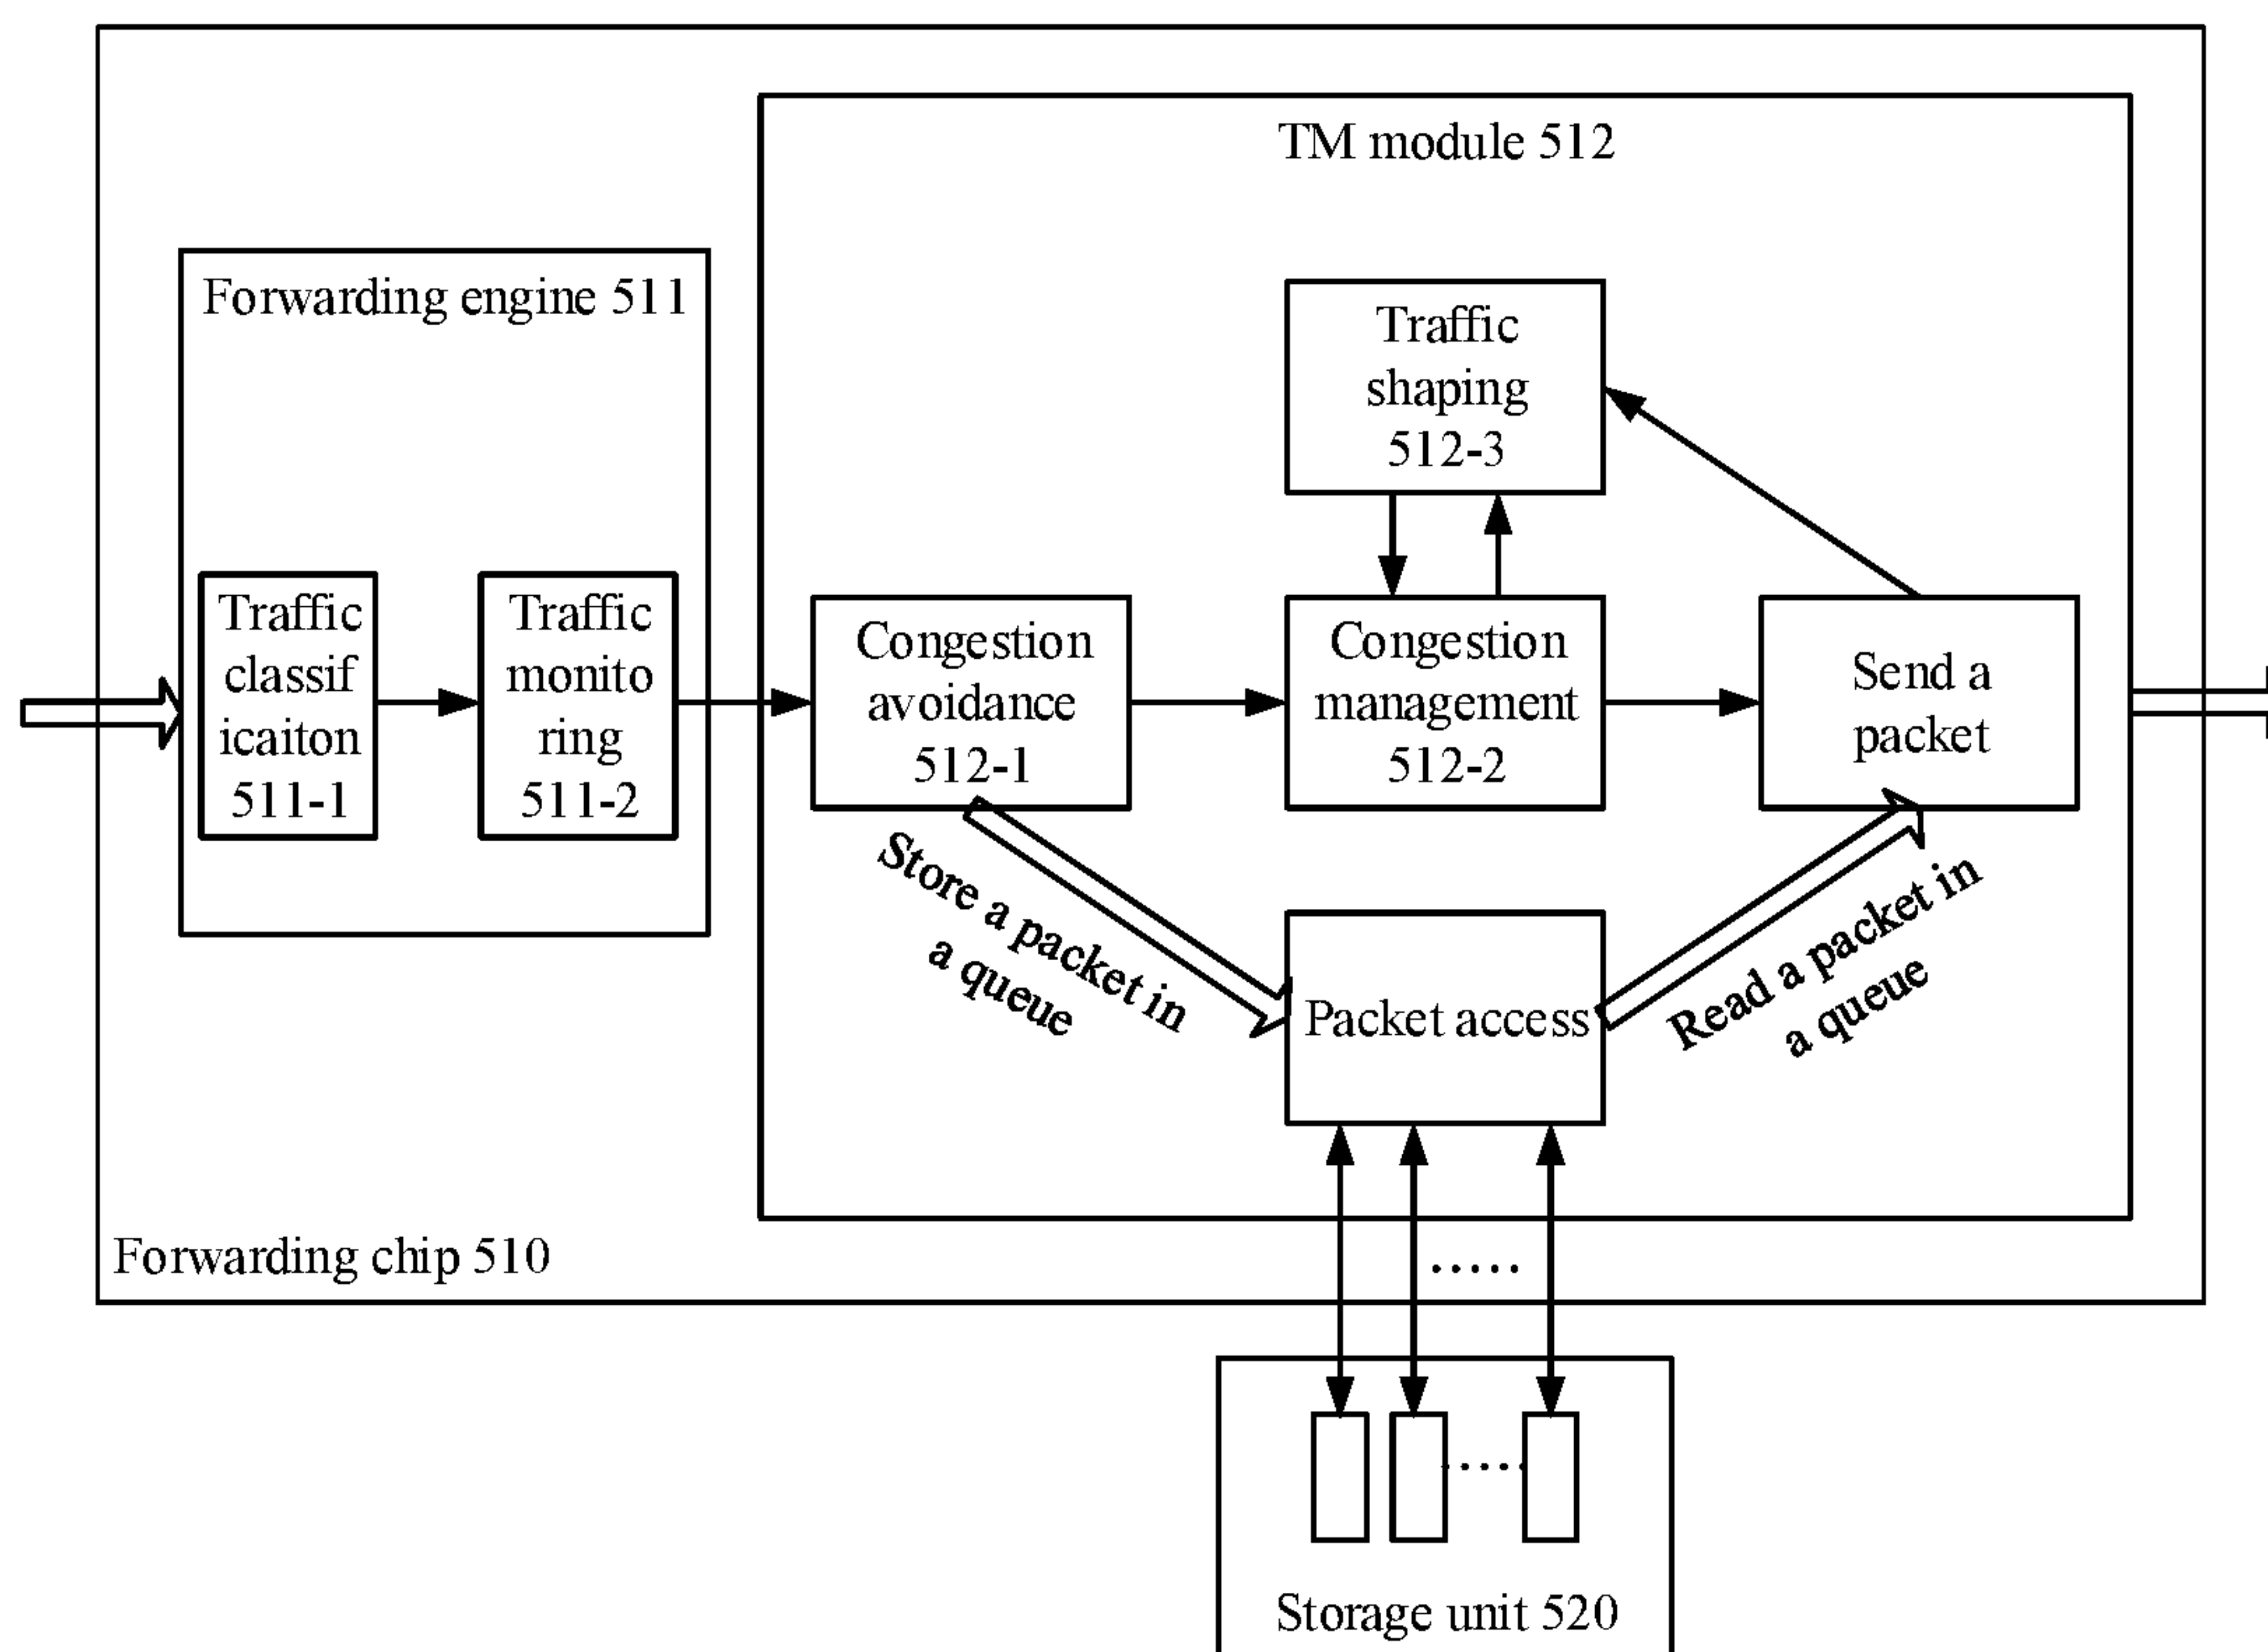 TM module 512
Forwarding engine 511
Traffic
shaping
512-3
Traffic
classif
icaiton
511-1
Traffic
monito
ring
511-2
Congestion
avoidance
512-1
Congestion
management
512-2
Send a
packet
Store a packet in
a queue
Packet access
Read a packet in
a queue
Forwarding chip 510
Storage unit 520